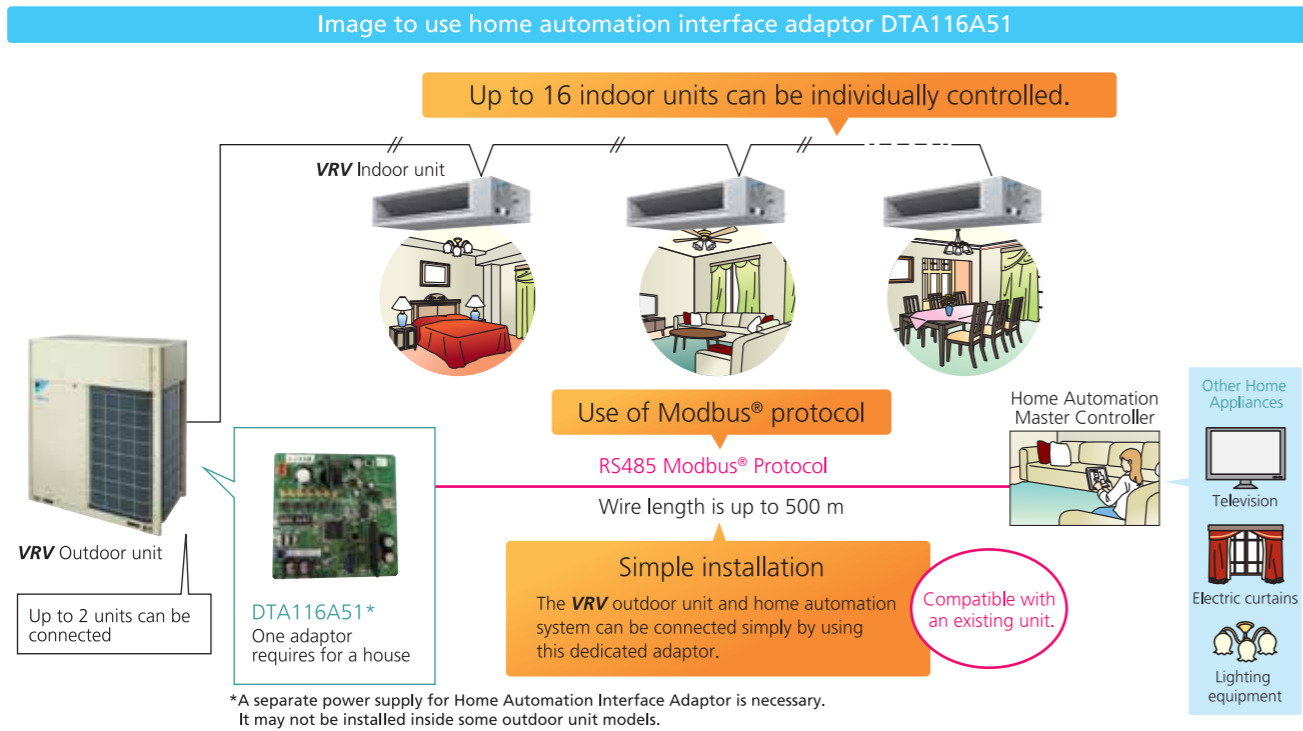 Image to use home automation interface adaptor DTA116A51
Up to 16 indoor units can be individually controlled.
VRV Indoor unit
Use of Modbus® protocol
RS485 Modbus® Protocol
Wire length is up to 500 m
Home Automation
Master Controller
Other Home
Appliances
Television
Electric curtains
Lighting
equipment
VRV Outdoor unit
Up to 2 units can be
connected
DTA116A51*
One adaptor
requires for a house
Simple installation
The VRV outdoor unit and home automation
system can be connected simply by using
this dedicated adaptor.
Compatible with
an existing unit.
*A separate power supply for Home Automation Interface Adaptor is necessary.
It may not be installed inside some outdoor unit models.